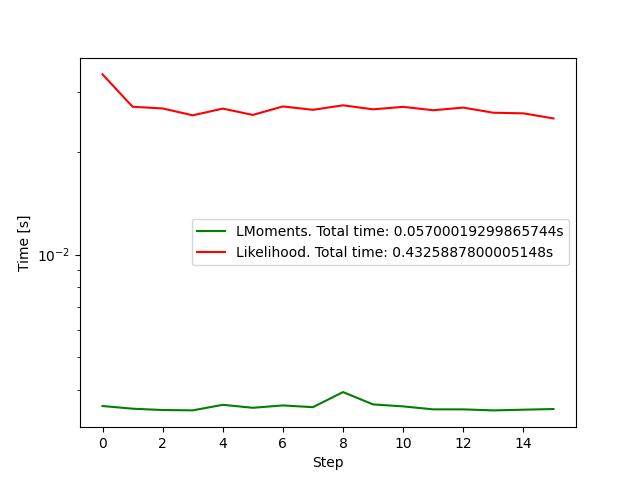 Time [s]
10⁻²
LMoments. Total time: 0.05700019299865744s
Likelihood. Total time: 0.4325887800005148s
0 2 4 6 8 10 12 14
Step